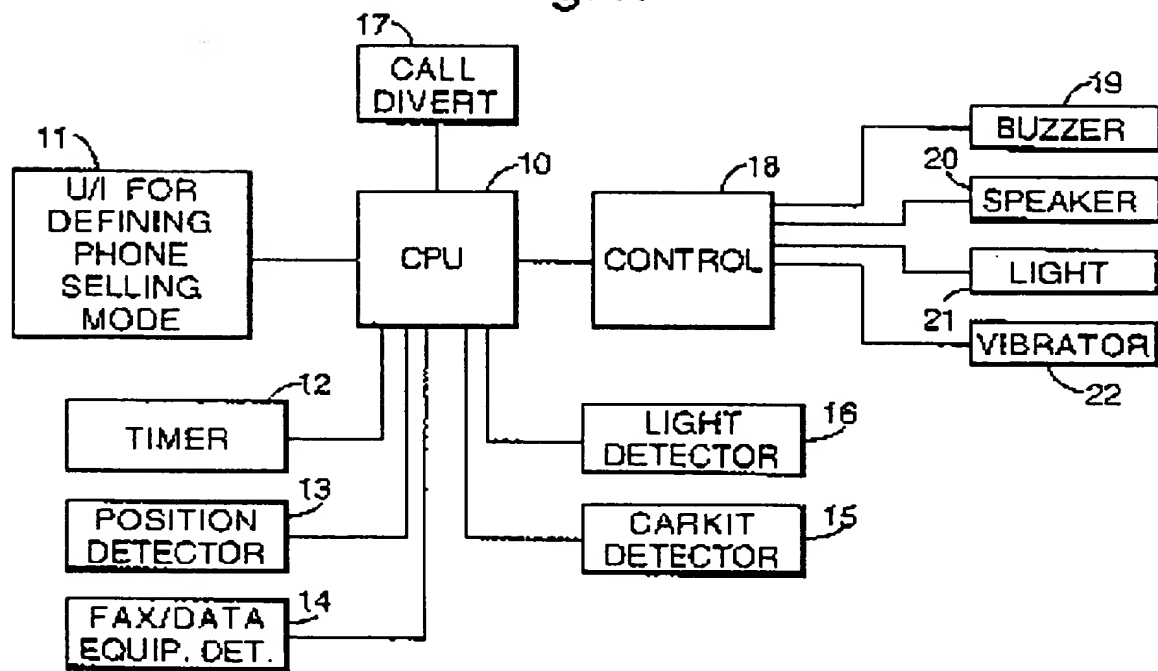 17
CALL
DIVERT
11
U/I FOR
DEFINING
PHONE
SELLING
MODE
10
CPU
18
CONTROL
19
BUZZER
20
SPEAKER
LIGHT
21
VIBRATOR
22
12
TIMER
13
POSITION
DETECTOR
14
FAX/DATA
EQUIP. DET.
16
LIGHT
DETECTOR
15
CARKIT
DETECTOR